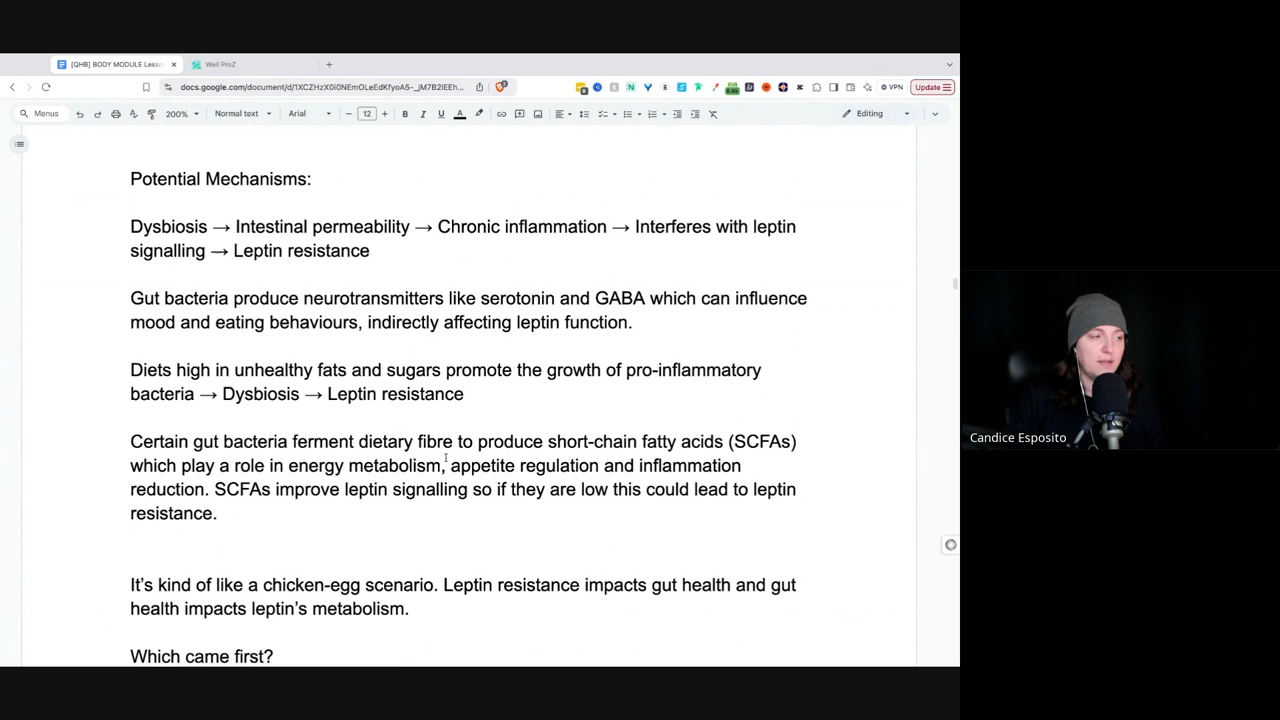 [QHB] BODY MODULE Lesso
Well ProZ
docs.google.com/document/d/1XCZHzX0i0NEmOLeEdKfyoA5-_jM7B2IEEh...
VPN
Update
Menus
200%
Normal text
Arial
12
B
I
U
A
Editing
Potential Mechanisms:
Dysbiosis → Intestinal permeability → Chronic inflammation → Interferes with leptin
signalling → Leptin resistance
Gut bacteria produce neurotransmitters like serotonin and GABA which can influence
mood and eating behaviours, indirectly affecting leptin function.
Diets high in unhealthy fats and sugars promote the growth of pro-inflammatory
bacteria → Dysbiosis → Leptin resistance
Certain gut bacteria ferment dietary fibre to produce short-chain fatty acids (SCFAs)
which play a role in energy metabolism, appetite regulation and inflammation
reduction. SCFAs improve leptin signalling so if they are low this could lead to leptin
resistance.
It's kind of like a chicken-egg scenario. Leptin resistance impacts gut health and gut
health impacts leptin's metabolism.
Which came first?
Candice Esposito